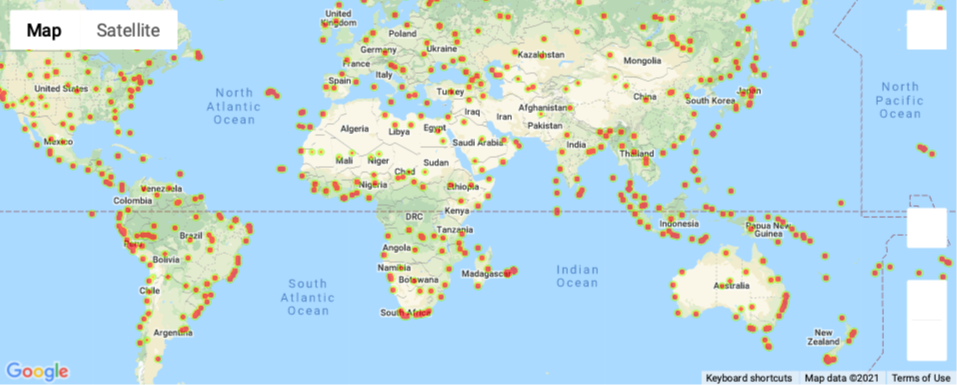 Map
Satellite
United
Kingdom
Poland
Germany
Ukraine
France
Kazakhstan
Mongolia
Italy
Spain
Turkey
United States
China
South Korea
Japan
North
Atlantic
Ocean
North
Pacific
Ocean
Afghanistan
Iraq
Iran
Pakistan
Algeria
Libya
Egypt
Saudi Arabia
India
Mexico
Mali
Niger
Sudan
Chad
Thailand
Nigeria
Ethiopia
Venezuela
Colombia
DRC
Kenya
Indonesia
Papua New
Guinea
Brazil
Tanzania
Peru
Angola
Bolivia
Namibia
Botswana
Madagascar
Indian
Ocean
South
Atlantic
Ocean
Australia
Chile
South Africa
Argentina
New
Zealand
Google
Keyboard shortcuts
Map data ©2021
Terms of Use